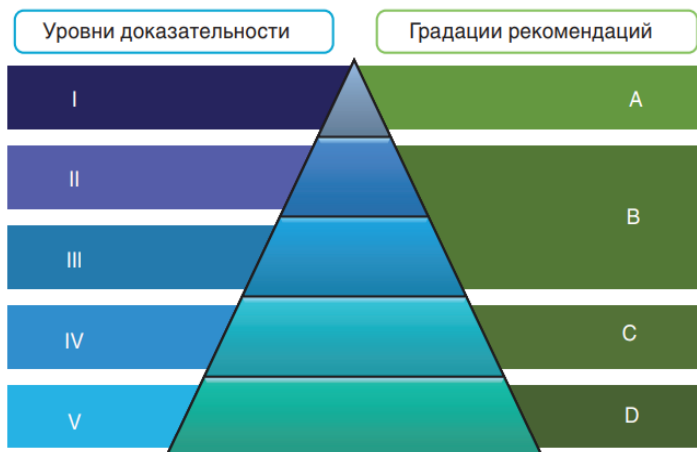 Уровни доказательности
Градации рекомендаций
I
A
II
B
III
IV
C
V
D